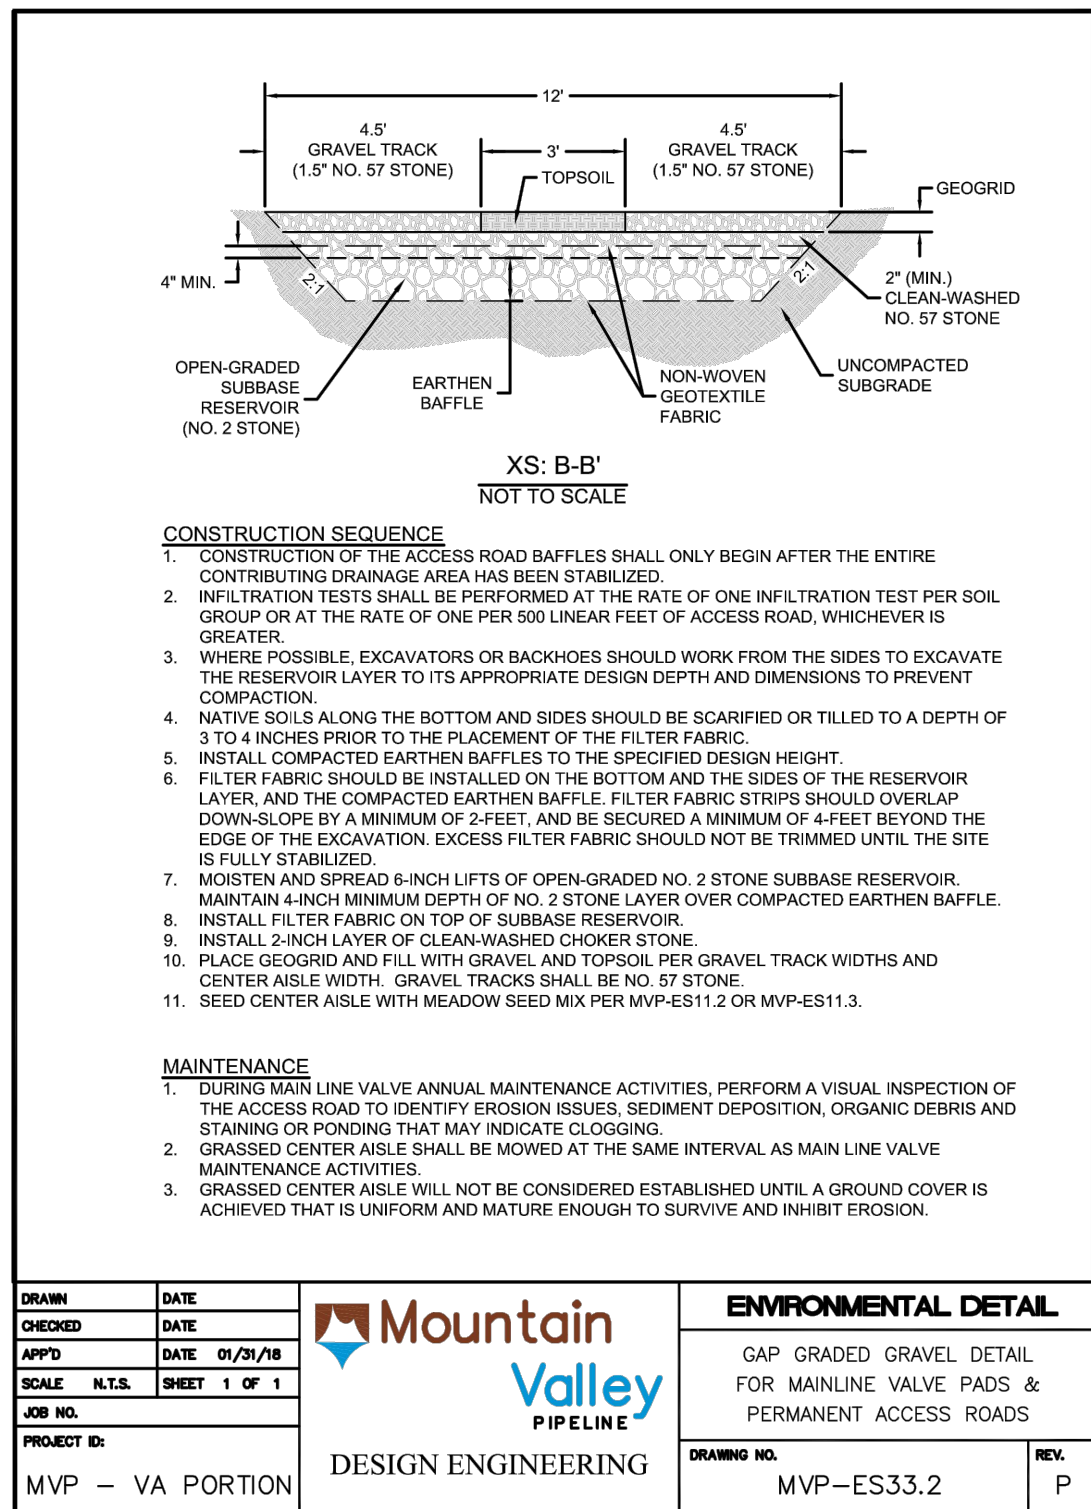 12'
4.5'
GRAVEL TRACK
(1.5" NO. 57 STONE)
3'
TOPSOIL
4.5'
GRAVEL TRACK
(1.5" NO. 57 STONE)
GEOGRID
4" MIN.
2:1
2:1
2" (MIN.)
CLEAN-WASHED
NO. 57 STONE
OPEN-GRADED
SUBBASE
RESERVOIR
(NO. 2 STONE)
EARTHEN
BAFFLE
NON-WOVEN
GEOTEXTILE
FABRIC
UNCOMPACTED
SUBGRADE
XS: B-B'
NOT TO SCALE
CONSTRUCTION SEQUENCE
1. CONSTRUCTION OF THE ACCESS ROAD BAFFLES SHALL ONLY BEGIN AFTER THE ENTIRE
CONTRIBUTING DRAINAGE AREA HAS BEEN STABILIZED.
2. INFILTRATION TESTS SHALL BE PERFORMED AT THE RATE OF ONE INFILTRATION TEST PER SOIL
GROUP OR AT THE RATE OF ONE PER 500 LINEAR FEET OF ACCESS ROAD, WHICHEVER IS
GREATER.
3. WHERE POSSIBLE, EXCAVATORS OR BACKHOES SHOULD WORK FROM THE SIDES TO EXCAVATE
THE RESERVOIR LAYER TO ITS APPROPRIATE DESIGN DEPTH AND DIMENSIONS TO PREVENT
COMPACTION.
4. NATIVE SOILS ALONG THE BOTTOM AND SIDES SHOULD BE SCARIFIED OR TILLED TO A DEPTH OF
3 TO 4 INCHES PRIOR TO THE PLACEMENT OF THE FILTER FABRIC.
5. INSTALL COMPACTED EARTHEN BAFFLES TO THE SPECIFIED DESIGN HEIGHT.
6. FILTER FABRIC SHOULD BE INSTALLED ON THE BOTTOM AND THE SIDES OF THE RESERVOIR
LAYER, AND THE COMPACTED EARTHEN BAFFLE. FILTER FABRIC STRIPS SHOULD OVERLAP
DOWN-SLOPE BY A MINIMUM OF 2-FEET, AND BE SECURED A MINIMUM OF 4-FEET BEYOND THE
EDGE OF THE EXCAVATION. EXCESS FILTER FABRIC SHOULD NOT BE TRIMMED UNTIL THE SITE
IS FULLY STABILIZED.
7. MOISTEN AND SPREAD 6-INCH LIFTS OF OPEN-GRADED NO. 2 STONE SUBBASE RESERVOIR.
MAINTAIN 4-INCH MINIMUM DEPTH OF NO. 2 STONE LAYER OVER COMPACTED EARTHEN BAFFLE.
8. INSTALL FILTER FABRIC ON TOP OF SUBBASE RESERVOIR.
9. INSTALL 2-INCH LAYER OF CLEAN-WASHED CHOKER STONE.
10. PLACE GEOGRID AND FILL WITH GRAVEL AND TOPSOIL PER GRAVEL TRACK WIDTHS AND
CENTER AISLE WIDTH. GRAVEL TRACKS SHALL BE NO. 57 STONE.
11. SEED CENTER AISLE WITH MEADOW SEED MIX PER MVP-ES11.2 OR MVP-ES11.3.
MAINTENANCE
1. DURING MAIN LINE VALVE ANNUAL MAINTENANCE ACTIVITIES, PERFORM A VISUAL INSPECTION OF
THE ACCESS ROAD TO IDENTIFY EROSION ISSUES, SEDIMENT DEPOSITION, ORGANIC DEBRIS AND
STAINING OR PONDING THAT MAY INDICATE CLOGGING.
2. GRASSED CENTER AISLE SHALL BE MOWED AT THE SAME INTERVAL AS MAIN LINE VALVE
MAINTENANCE ACTIVITIES.
3. GRASSED CENTER AISLE WILL NOT BE CONSIDERED ESTABLISHED UNTIL A GROUND COVER IS
ACHIEVED THAT IS UNIFORM AND MATURE ENOUGH TO SURVIVE AND INHIBIT EROSION.
DRAWN DATE
CHECKED DATE
APP'D DATE 01/31/18
SCALE N.T.S. SHEET 1 OF 1
JOB NO.
PROJECT ID:
MVP - VA PORTION
Mountain
Valley
PIPELINE
DESIGN ENGINEERING
ENVIRONMENTAL DETAIL
GAP GRADED GRAVEL DETAIL
FOR MAINLINE VALVE PADS &
PERMANENT ACCESS ROADS
DRAWING NO.
MVP-ES33.2
REV.
P